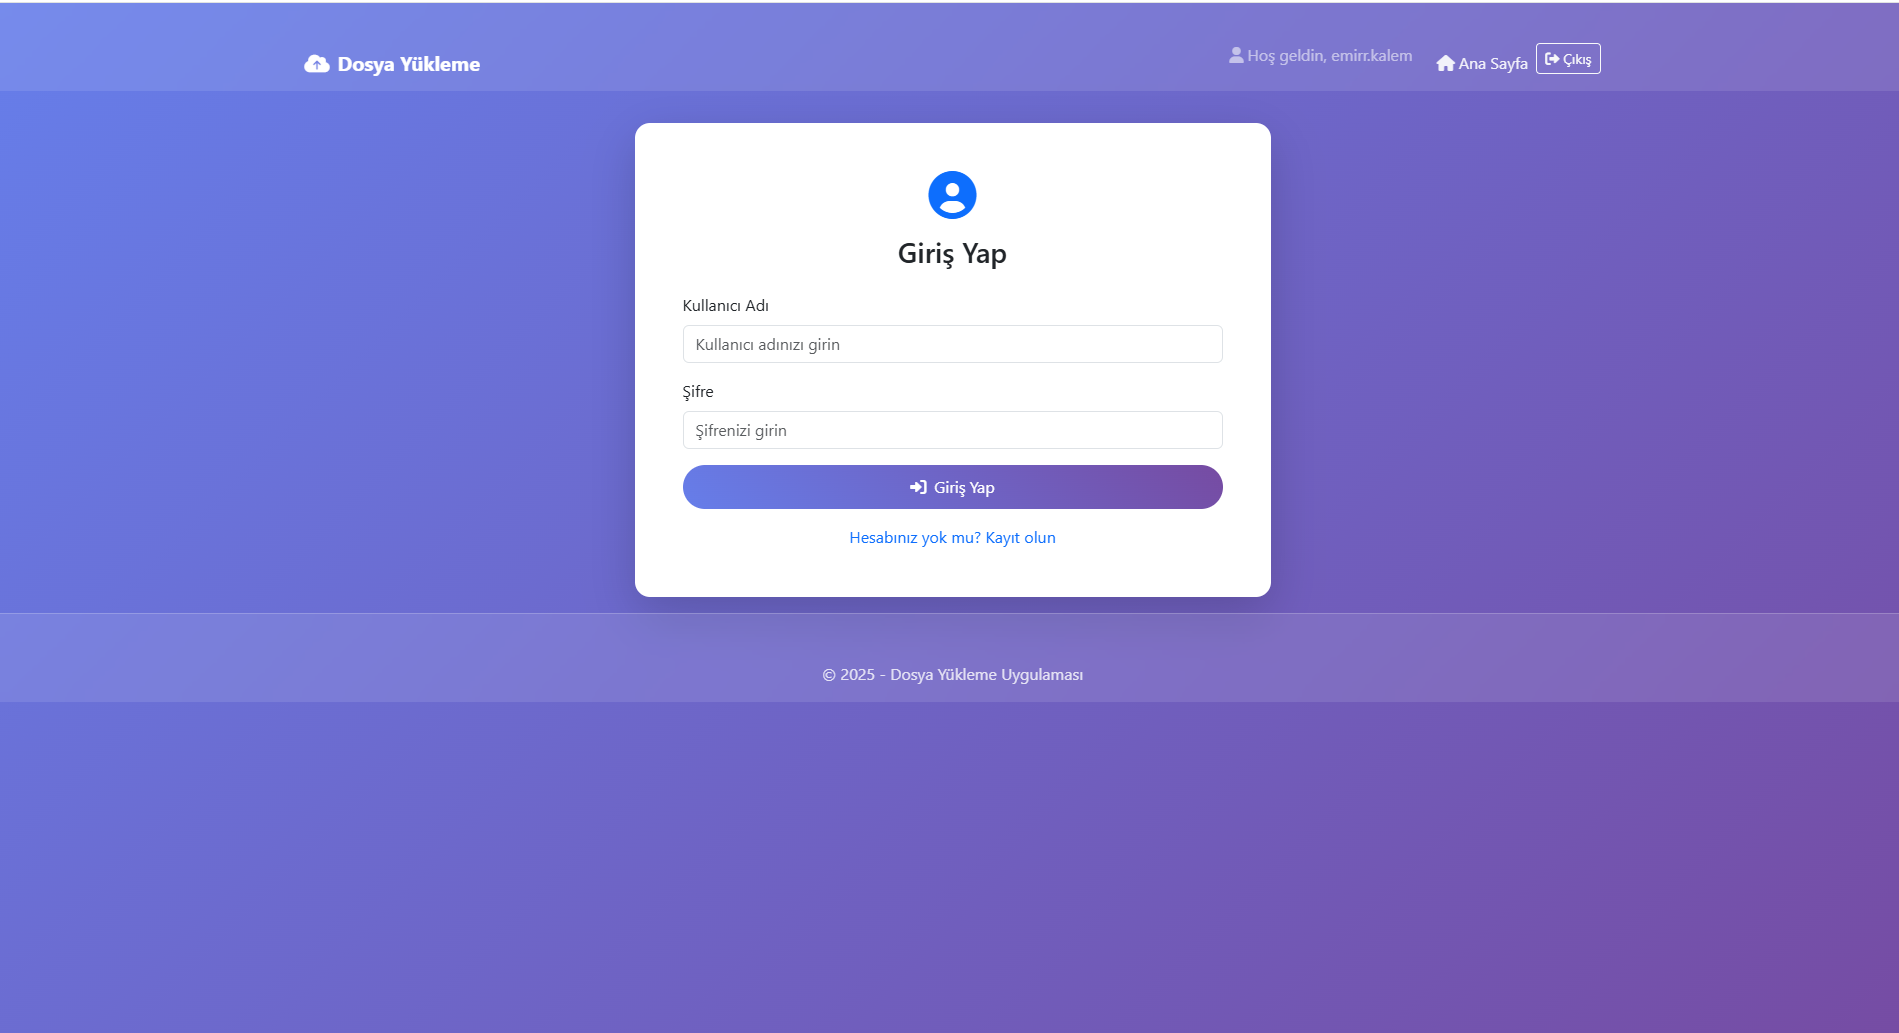 Dosya Yükleme
Hoş geldin, emirr.kalem
Ana Sayfa
Çıkış
Giriş Yap
Kullanıcı Adı
Kullanıcı adınızı girin
Şifre
Şifrenizi girin
Giriş Yap
Hesabınız yok mu? Kayıt olun
© 2025 - Dosya Yükleme Uygulaması